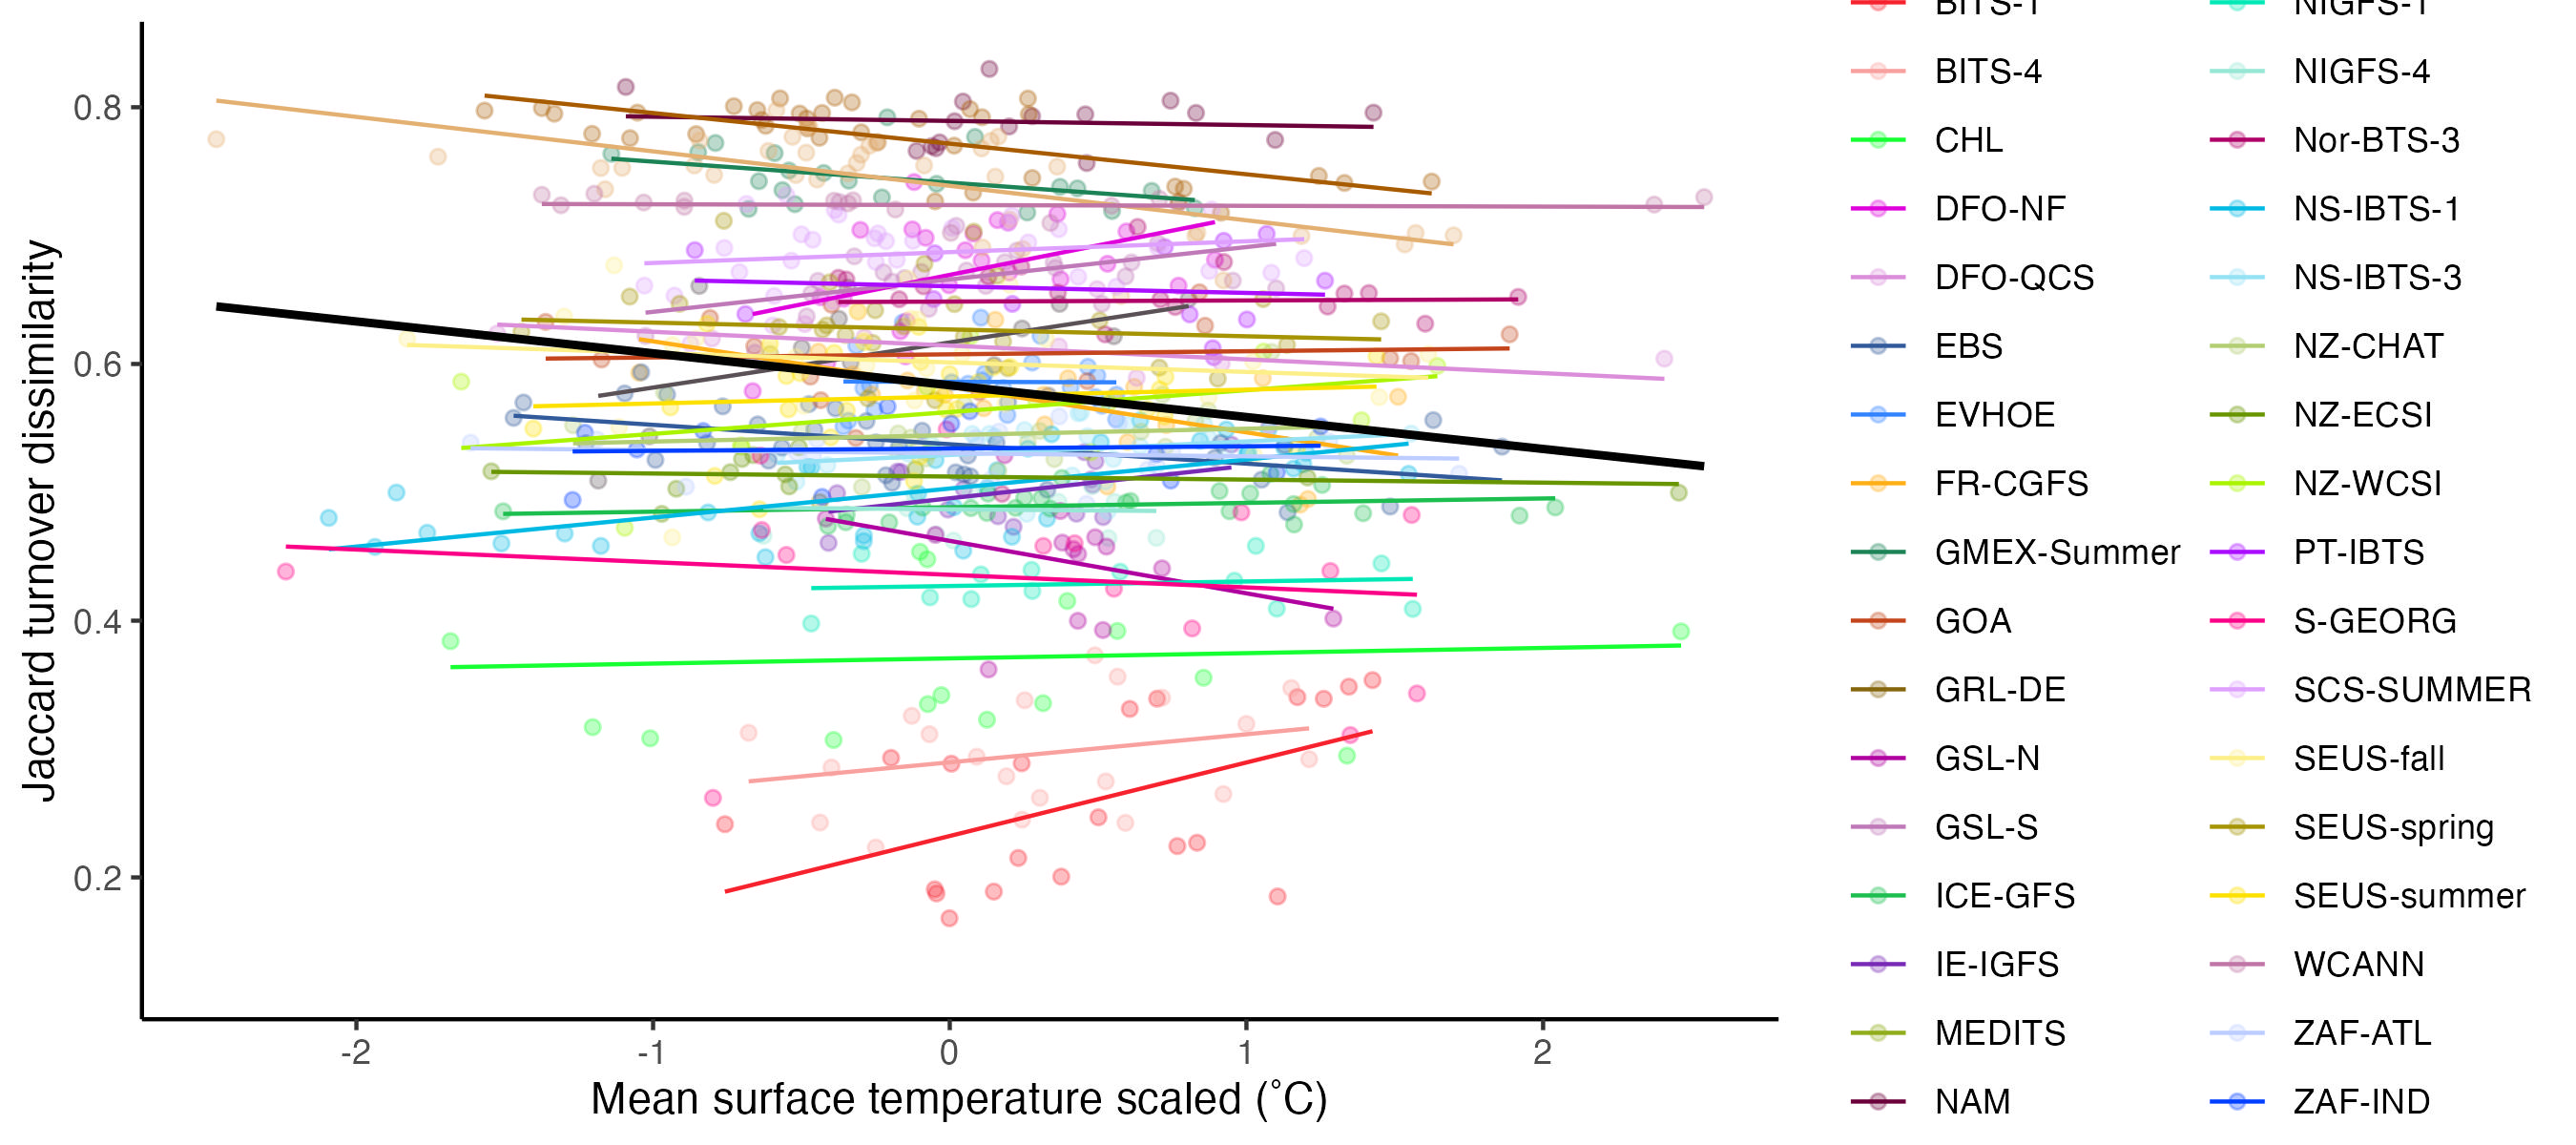 Jaccard turnover dissimilarity
0.8
0.6
0.4
0.2
-2
-1
0
1
2
Mean surface temperature scaled (°C)
BITS-1
BITS-4
CHL
DFO-NF
DFO-QCS
EBS
EVHOE
FR-CGFS
GMEX-Summer
GOA
GRL-DE
GSL-N
GSL-S
ICE-GFS
IE-IGFS
MEDITS
NAM
NIGFS-1
NIGFS-4
Nor-BTS-3
NS-IBTS-1
NS-IBTS-3
NZ-CHAT
NZ-ECSI
NZ-WCSI
PT-IBTS
S-GEORG
SCS-SUMMER
SEUS-fall
SEUS-spring
SEUS-summer
WCANN
ZAF-ATL
ZAF-IND